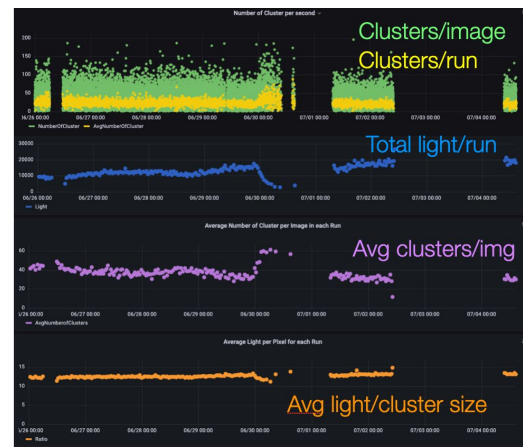 Number of Cluster per second
Clusters/image
Clusters/run
200
150
100
50
0
06/26 00:00 06/27 00:00 06/28 00:00 06/29 00:00 06/30 00:00 07/01 00:00 07/02 00:00 07/03 00:00 07/04 00:00
NumberOfCluster AvgNumberofCluster
Total light/run
30000
20000
10000
0
06/26 00:00 06/27 00:00 06/28 00:00 06/29 00:00 06/30 00:00 07/01 00:00 07/02 00:00 07/03 00:00 07/04 00:00
Light
Average Number of Cluster per Image in each Run
Avg clusters/img
60
40
20
0
6/26 00:00 06/27 00:00 06/28 00:00 06/29 00:00 06/30 00:00 07/01 00:00 07/02 00:00 07/03 00:00 07/04 00:00
AvgNumberofClusters
Average Light per Pixel for each Run
15
10
5
0
Avg light/cluster size
6/26 00:00 06/27 00:00 06/28 00:00 06/29 00:00 06/30 00:00 07/01 00:00 07/02 00:00 07/03 00:00 07/04 00:00
Ratio